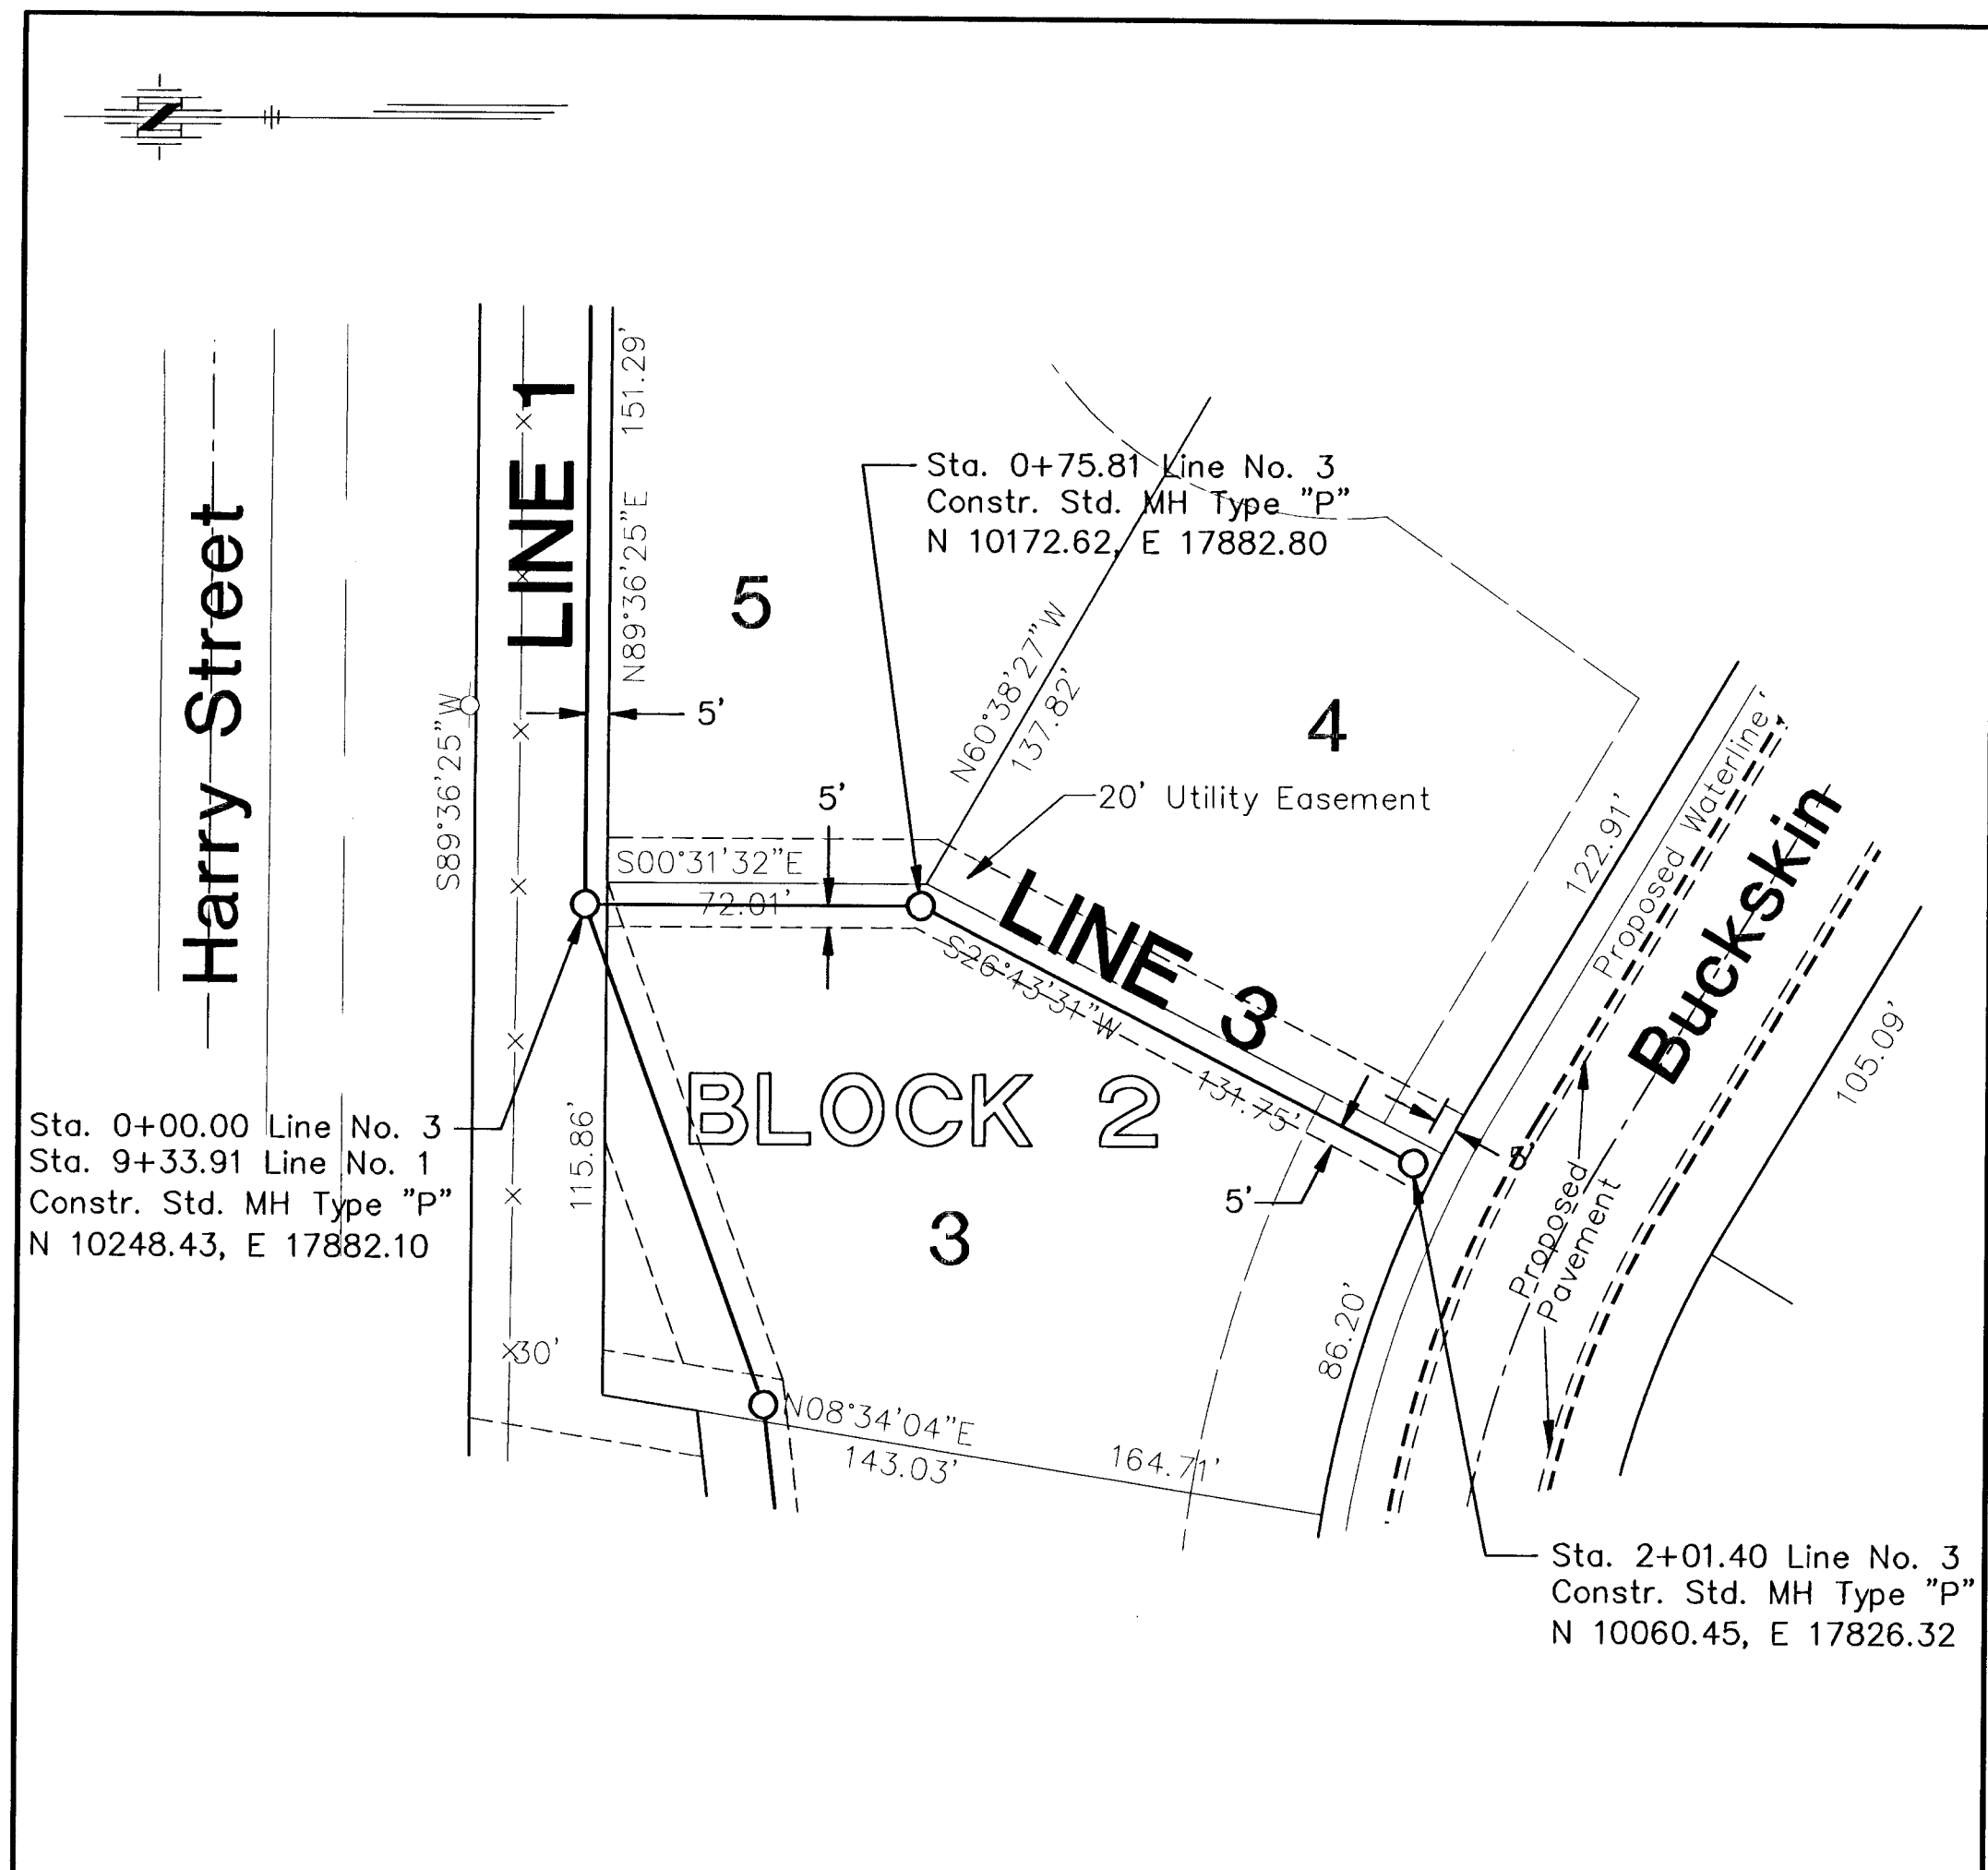 N
Harry Street
LINE 1
S89°36'25"W
N89°36'25"E 151.29'
5
5'
Sta. 0+75.81 Line No. 3
Constr. Std. MH Type "P"
N 10172.62, E 17882.80
N60°38'27"W
137.82'
4
20' Utility Easement
5'
S00°31'32"E
72.01'
LINE 3
S26°43'31"W
131.75'
122.91'
Proposed Waterline
Buckskin
105.09'
BLOCK 2
Sta. 0+00.00 Line No. 3
Sta. 9+33.91 Line No. 1
Constr. Std. MH Type "P"
N 10248.43, E 17882.10
115.86'
3
5'
5'
Proposed
Pavement
86.20'
30'
N08°34'04"E
143.03'
164.71'
Sta. 2+01.40 Line No. 3
Constr. Std. MH Type "P"
N 10060.45, E 17826.32